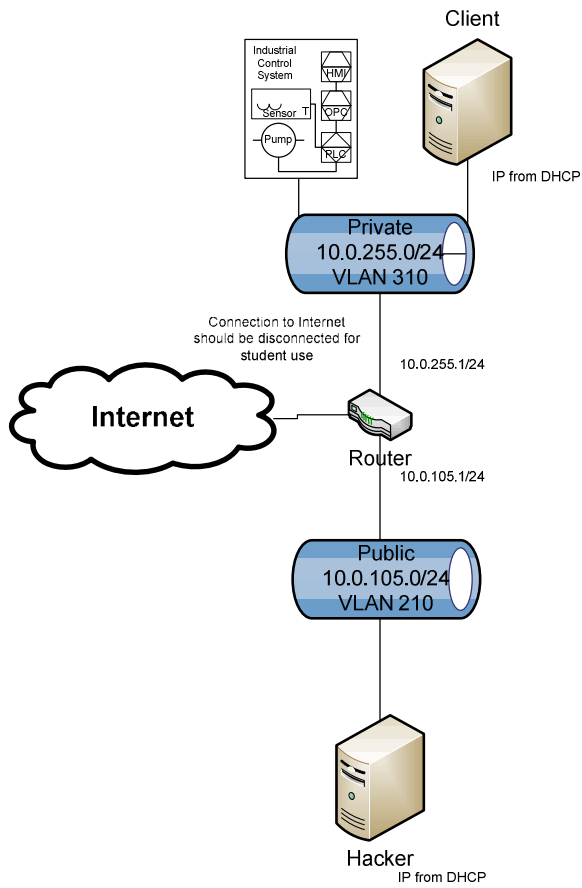 Client
Industrial
Control
System
HMI
OPC
Sensor T
Pump
PLC
IP from DHCP
Private
10.0.255.0/24
VLAN 310
Connection to Internet
should be disconnected for
student use
10.0.255.1/24
Internet
Router
10.0.105.1/24
Public
10.0.105.0/24
VLAN 210
Hacker
IP from DHCP